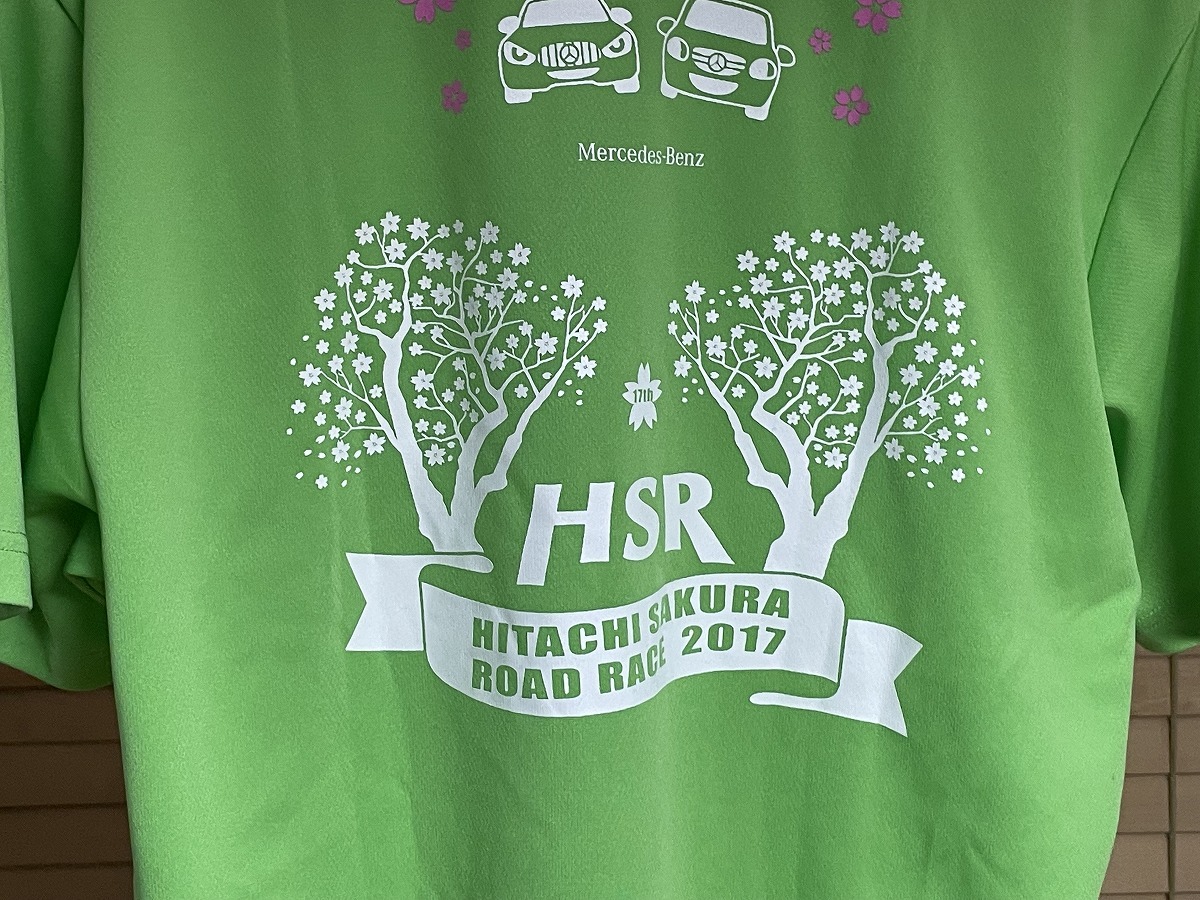 Mercedes-Benz
17th
HSR
HITACHI SAKURA
ROAD RACE 2017